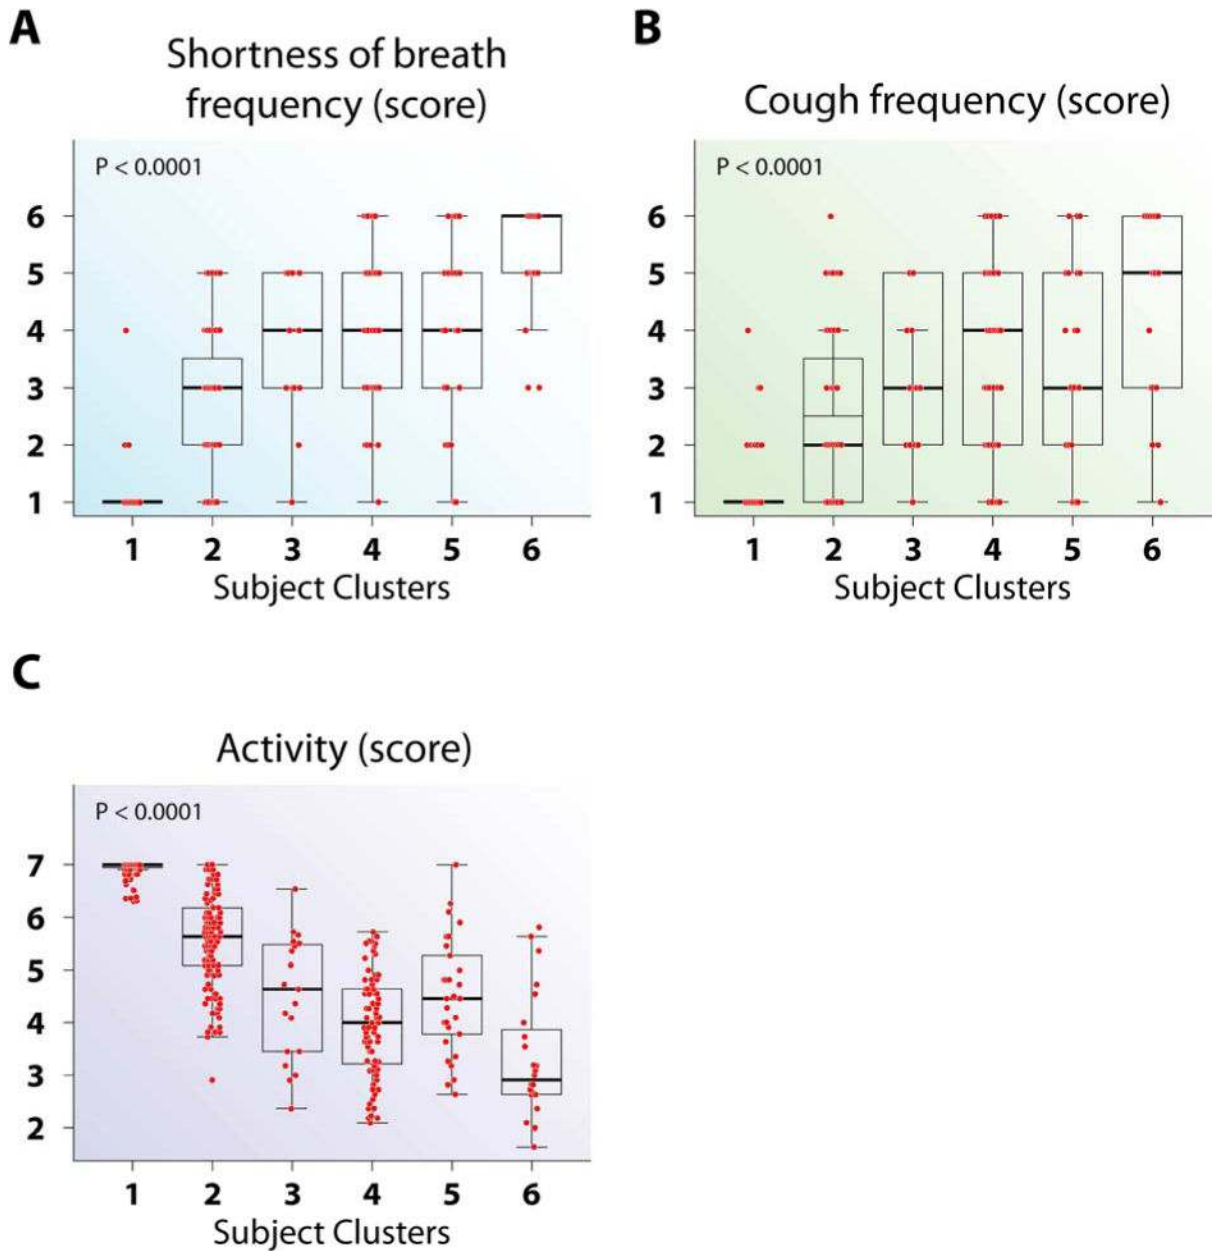 A
Shortness of breath
frequency (score)
P < 0.0001
6
5
4
3
2
1
1 2 3 4 5 6
Subject Clusters
B
Cough frequency (score)
P < 0.0001
6
5
4
3
2
1
1 2 3 4 5 6
Subject Clusters
C
Activity (score)
P < 0.0001
7
6
5
4
3
2
1 2 3 4 5 6
Subject Clusters